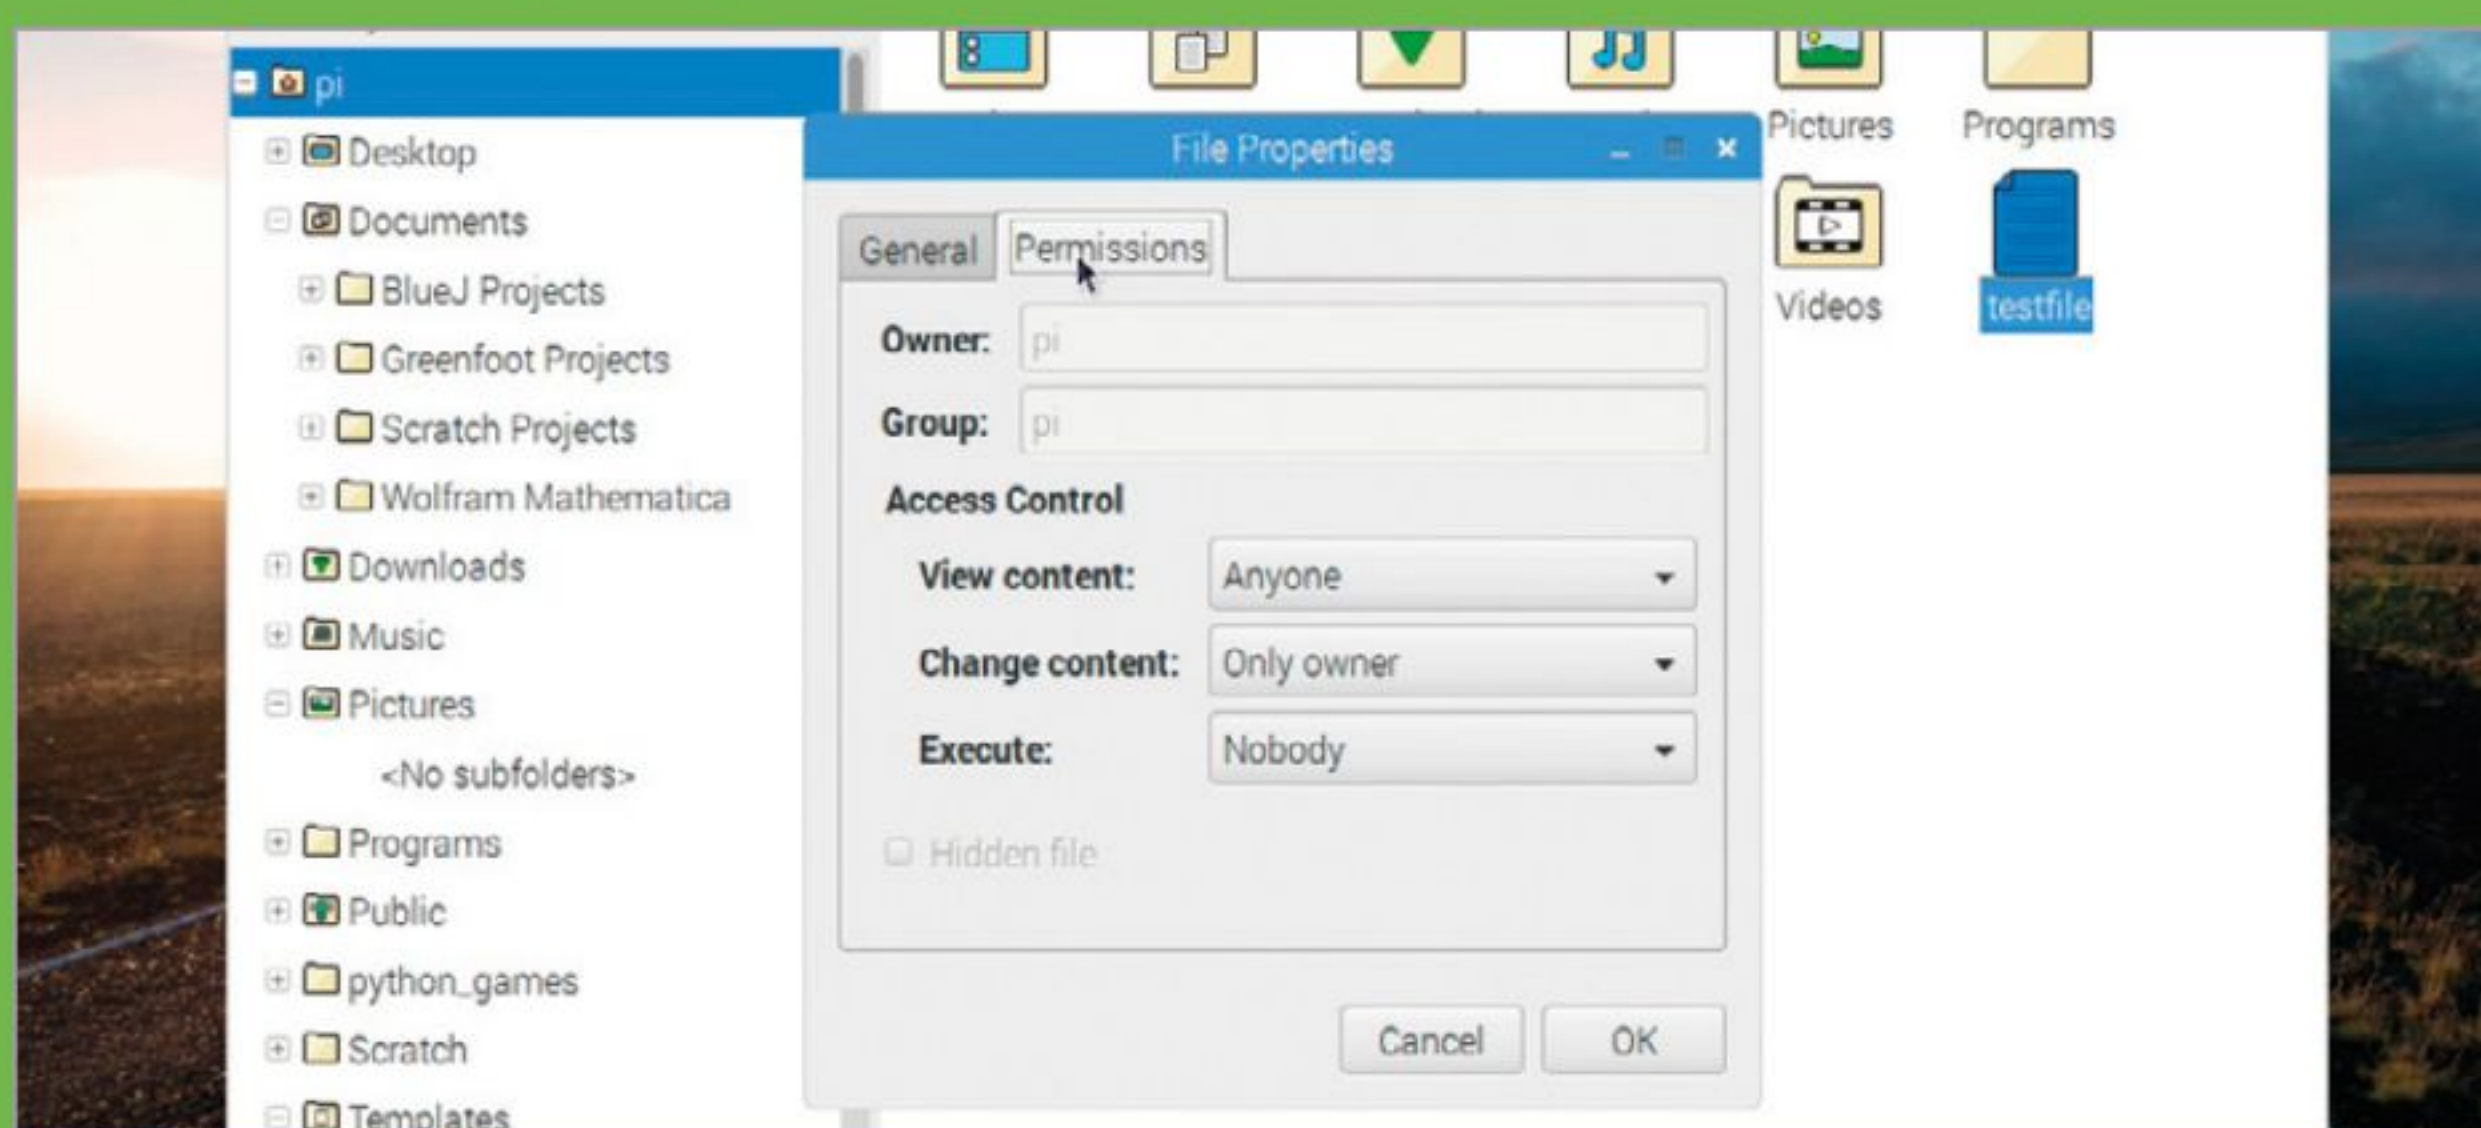 pi
Desktop
Documents
BlueJ Projects
Greenfoot Projects
Scratch Projects
Wolfram Mathematica
Downloads
Music
Pictures
<No subfolders>
Programs
Public
python_games
Scratch
Templates
File Properties
General
Permissions
Owner: pi
Group: pi
Access Control
View content: Anyone
Change content: Only owner
Execute: Nobody
Hidden file
Cancel
OK
Pictures
Programs
Videos
testfile